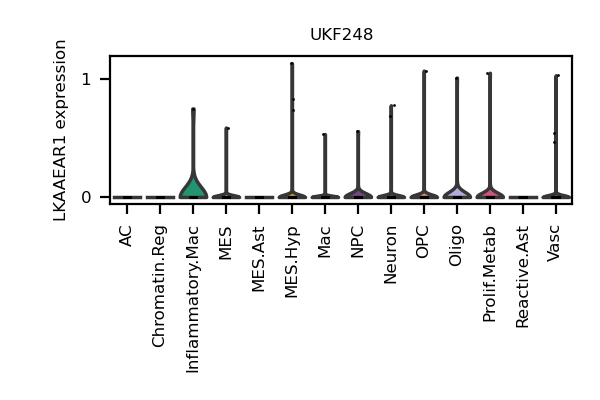 UKF248
LKAAEAR1 expression
1
0
AC
Chromatin.Reg
Inflammatory.Mac
MES
MES.Ast
MES.Hyp
Mac
NPC
Neuron
OPC
Oligo
Prolif.Metab
Reactive.Ast
Vasc